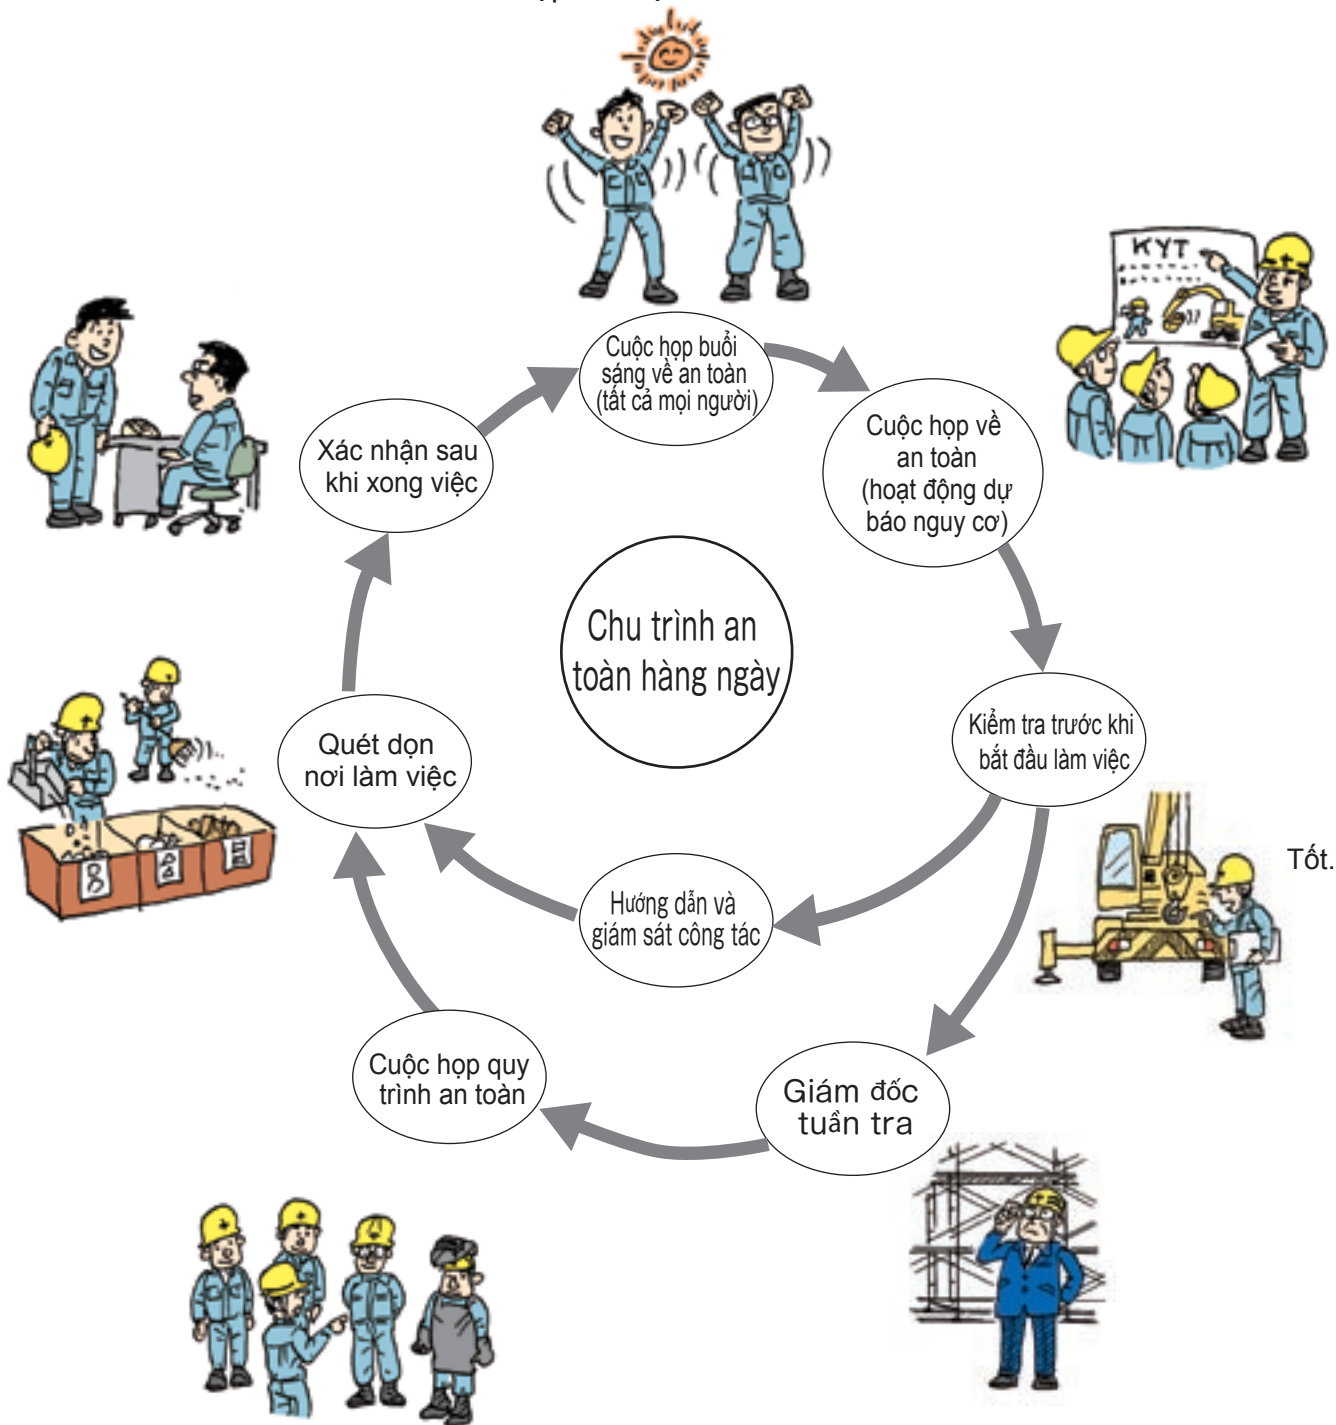 Cuộc họp buổi
sáng về an toàn
(tất cả mọi người)
KYT
Cuộc họp về
an toàn
(hoạt động dự
báo nguy cơ)
Xác nhận sau
khi xong việc
Chu trình an
toàn hàng ngày
Kiểm tra trước khi
bắt đầu làm việc
Quét dọn
nơi làm việc
Tốt.
Hướng dẫn và
giám sát công tác
Cuộc họp quy
trình an toàn
Giám đốc
tuần tra